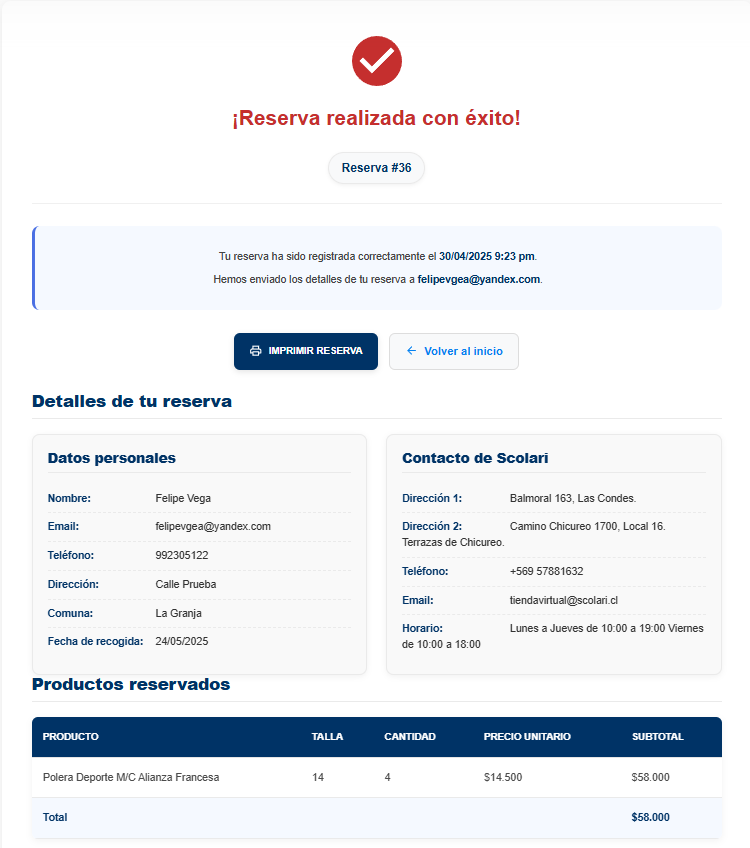 ¡Reserva realizada con éxito!
Reserva #36
Tu reserva ha sido registrada correctamente el 30/04/2025 9:23 pm.
Hemos enviado los detalles de tu reserva a felipevgea@yandex.com.
IMPRIMIR RESERVA
Volver al inicio
Detalles de tu reserva
Datos personales
Nombre: Felipe Vega
Email: felipevgea@yandex.com
Teléfono: 992305122
Dirección: Calle Prueba
Comuna: La Granja
Fecha de recogida: 24/05/2025
Contacto de Scolari
Dirección 1: Balmoral 163, Las Condes.
Dirección 2: Camino Chicureo 1700, Local 16.
Terrazas de Chicureo.
Teléfono: +569 57881632
Email: tiendavirtual@scolari.cl
Horario: Lunes a Jueves de 10:00 a 19:00 Viernes
de 10:00 a 18:00
Productos reservados
PRODUCTO TALLA CANTIDAD PRECIO UNITARIO SUBTOTAL
Polera Deporte M/C Alianza Francesa 14 4 $14.500 $58.000
Total $58.000